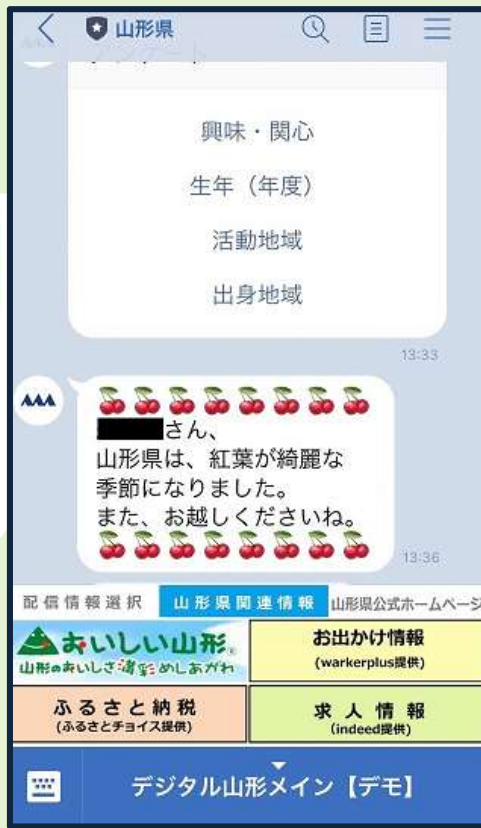 山形県
興味・関心
生年（年度）
活動地域
出身地域
13:33
さん、
山形県は、紅葉が綺麗な
季節になりました。
また、お越しくださいね。
13:36
配信情報選択
山形県関連情報
山形県公式ホームページ
おいしい山形®
山形のおいしさ満彩めしあがれ
お出かけ情報
(warkerplus提供)
ふるさと納税
(ふるさとチョイス提供)
求人情報
(indeed提供)
デジタル山形メイン【デモ】